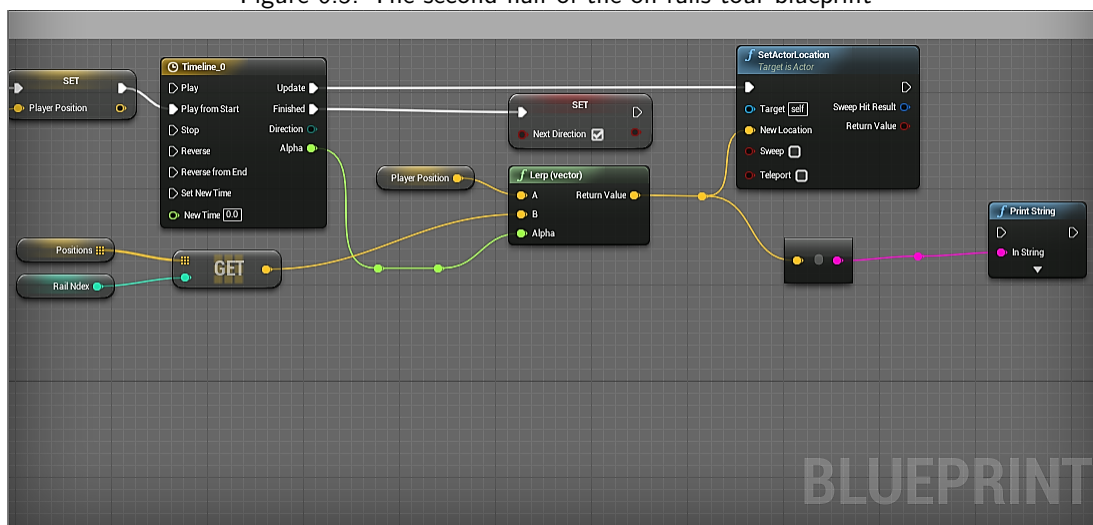 Figure 6.5: The second half of the on-rails tour blueprint
SET
Player Position
Timeline_0
Play
Play from Start
Stop
Reverse
Reverse from End
Set New Time
New Time 0.0
Update
Finished
Direction
Alpha
SET
Next Direction
Player Position
f Lerp (vector)
A
B
Alpha
Return Value
f SetActorLocation
Target is Actor
Target self
New Location
Sweep
Teleport
Sweep Hit Result
Return Value
Positions
Rail Ndex
GET
f Print String
In String
BLUEPRINT